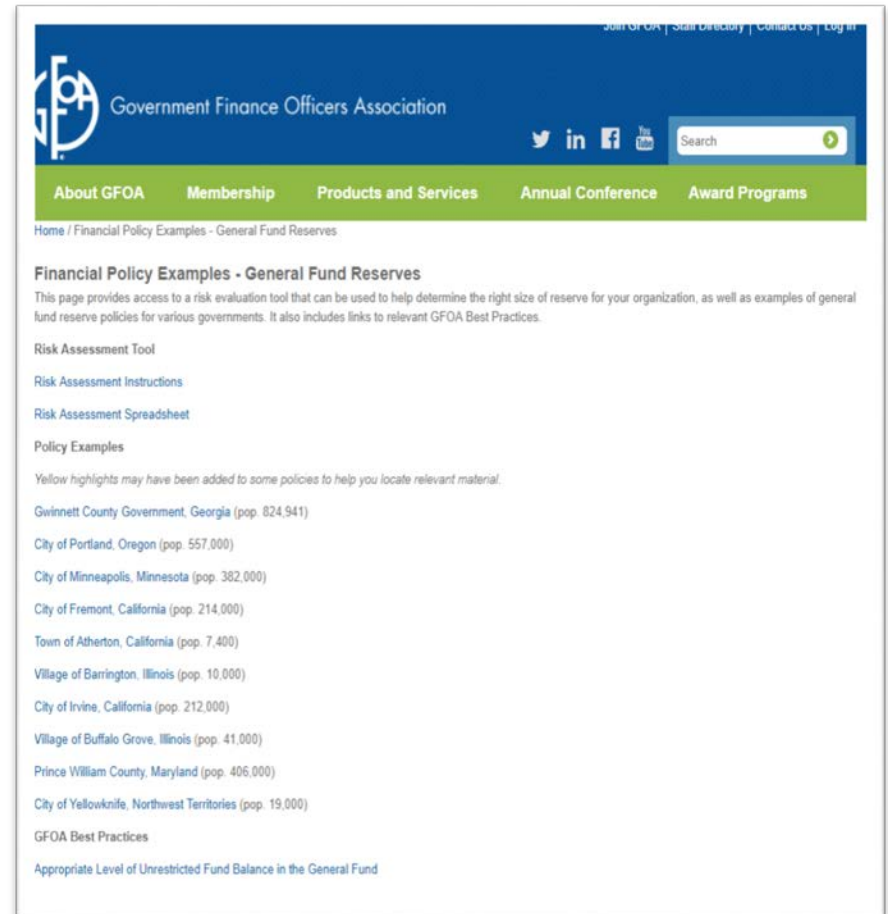 Join GFOA | Staff Directory | Contact Us | Log In
GFOA
Government Finance Officers Association
You
Tube
Search
About GFOA Membership Products and Services Annual Conference Award Programs
Home / Financial Policy Examples - General Fund Reserves
Financial Policy Examples - General Fund Reserves
This page provides access to a risk evaluation tool that can be used to help determine the right size of reserve for your organization, as well as examples of general
fund reserve policies for various governments. It also includes links to relevant GFOA Best Practices.
Risk Assessment Tool
Risk Assessment Instructions
Risk Assessment Spreadsheet
Policy Examples
Yellow highlights may have been added to some policies to help you locate relevant material.
Gwinnett County Government, Georgia (pop. 824,941)
City of Portland, Oregon (pop. 557,000)
City of Minneapolis, Minnesota (pop. 382,000)
City of Fremont, California (pop. 214,000)
Town of Atherton, California (pop. 7,400)
Village of Barrington, Illinois (pop. 10,000)
City of Irvine, California (pop. 212,000)
Village of Buffalo Grove, Illinois (pop. 41,000)
Prince William County, Maryland (pop. 406,000)
City of Yellowknife, Northwest Territories (pop. 19,000)
GFOA Best Practices
Appropriate Level of Unrestricted Fund Balance in the General Fund